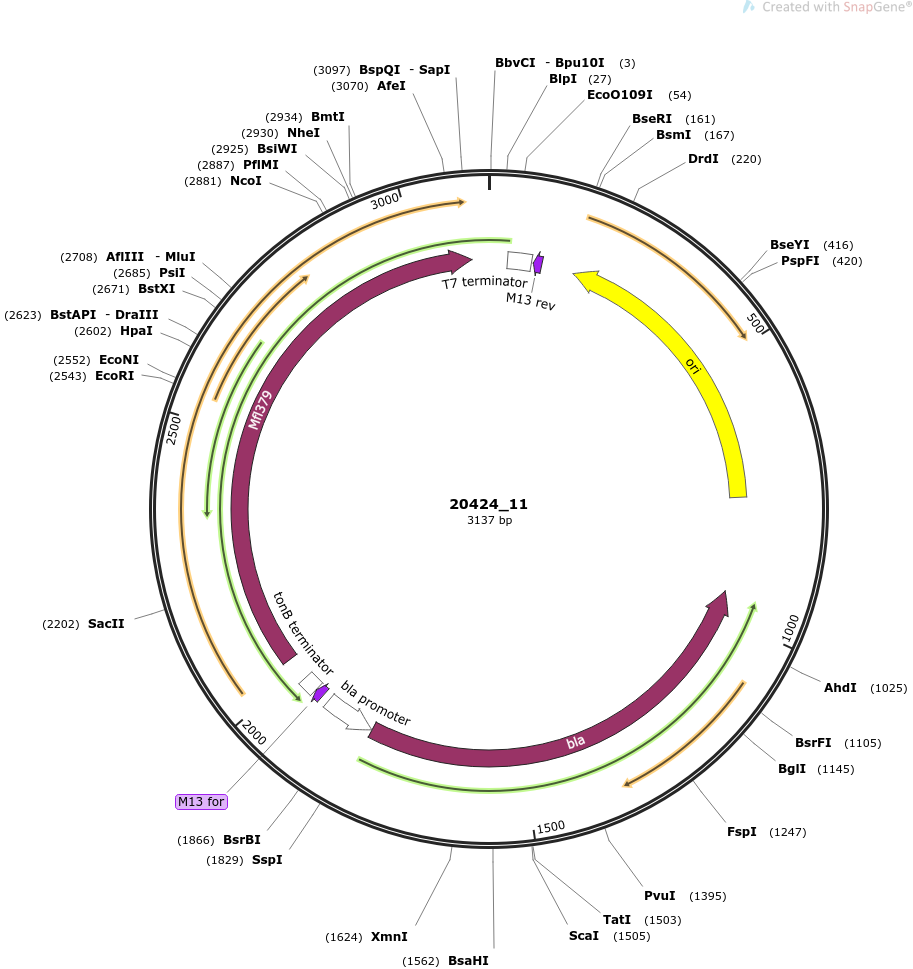 Created with SnapGene®
(3097) BspQI - SapI
(3070) AfeI
(2934) BmtI
(2930) NheI
(2925) BsiWI
(2887) PflMI
(2881) NcoI
(2708) AflIII - MluI
(2685) PsiI
(2671) BstXI
(2623) BstAPI - DraIII
(2602) HpaI
(2552) EcoNI
(2543) EcoRI
(2202) SacII
BbvCI - Bpu10I (3)
BlpI (27)
EcoO109I (54)
BseRI (161)
BsmI (167)
DrdI (220)
BseYI (416)
PspFI (420)
AhdI (1025)
BsrFI (1105)
BglI (1145)
FspI (1247)
PvuI (1395)
TatI (1503)
ScaI (1505)
BsaHI (1562)
XmnI (1624)
SspI (1829)
BsrBI (1866)
M13 for
500
1000
1500
2000
2500
3000
T7 terminator
M13 rev
ori
Mfl379
tonB terminator
bla promoter
bla
20424_11
3137 bp